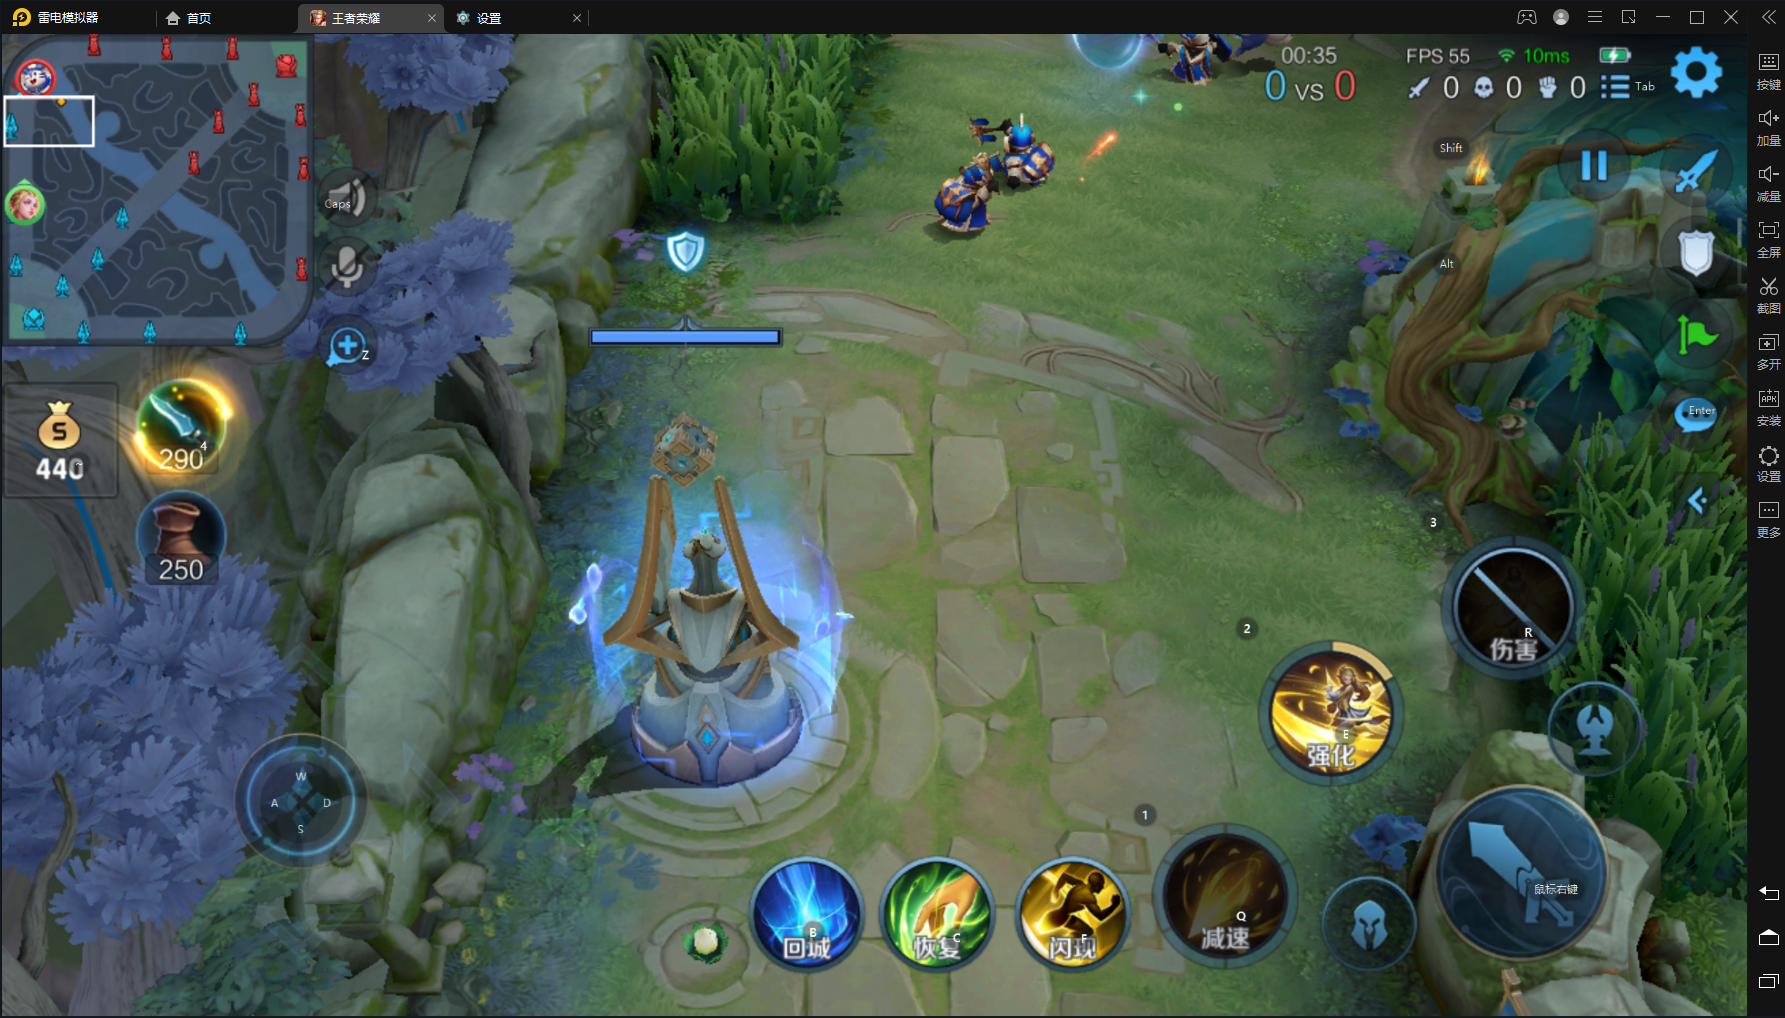 雷电模拟器
首页
王者荣耀
设置
00:35
0 VS 0
FPS 55
10ms
0
0
0
Tab
按键
加量
减量
全屏
截图
多开
APK
安装
设置
更多
Shift
Caps
Alt
Z
Enter
S
440
~
4
290
250
3
2
1
R
伤害
E
强化
W
A
D
S
鼠标右键
B
回城
C
恢复
F
闪现
Q
减速